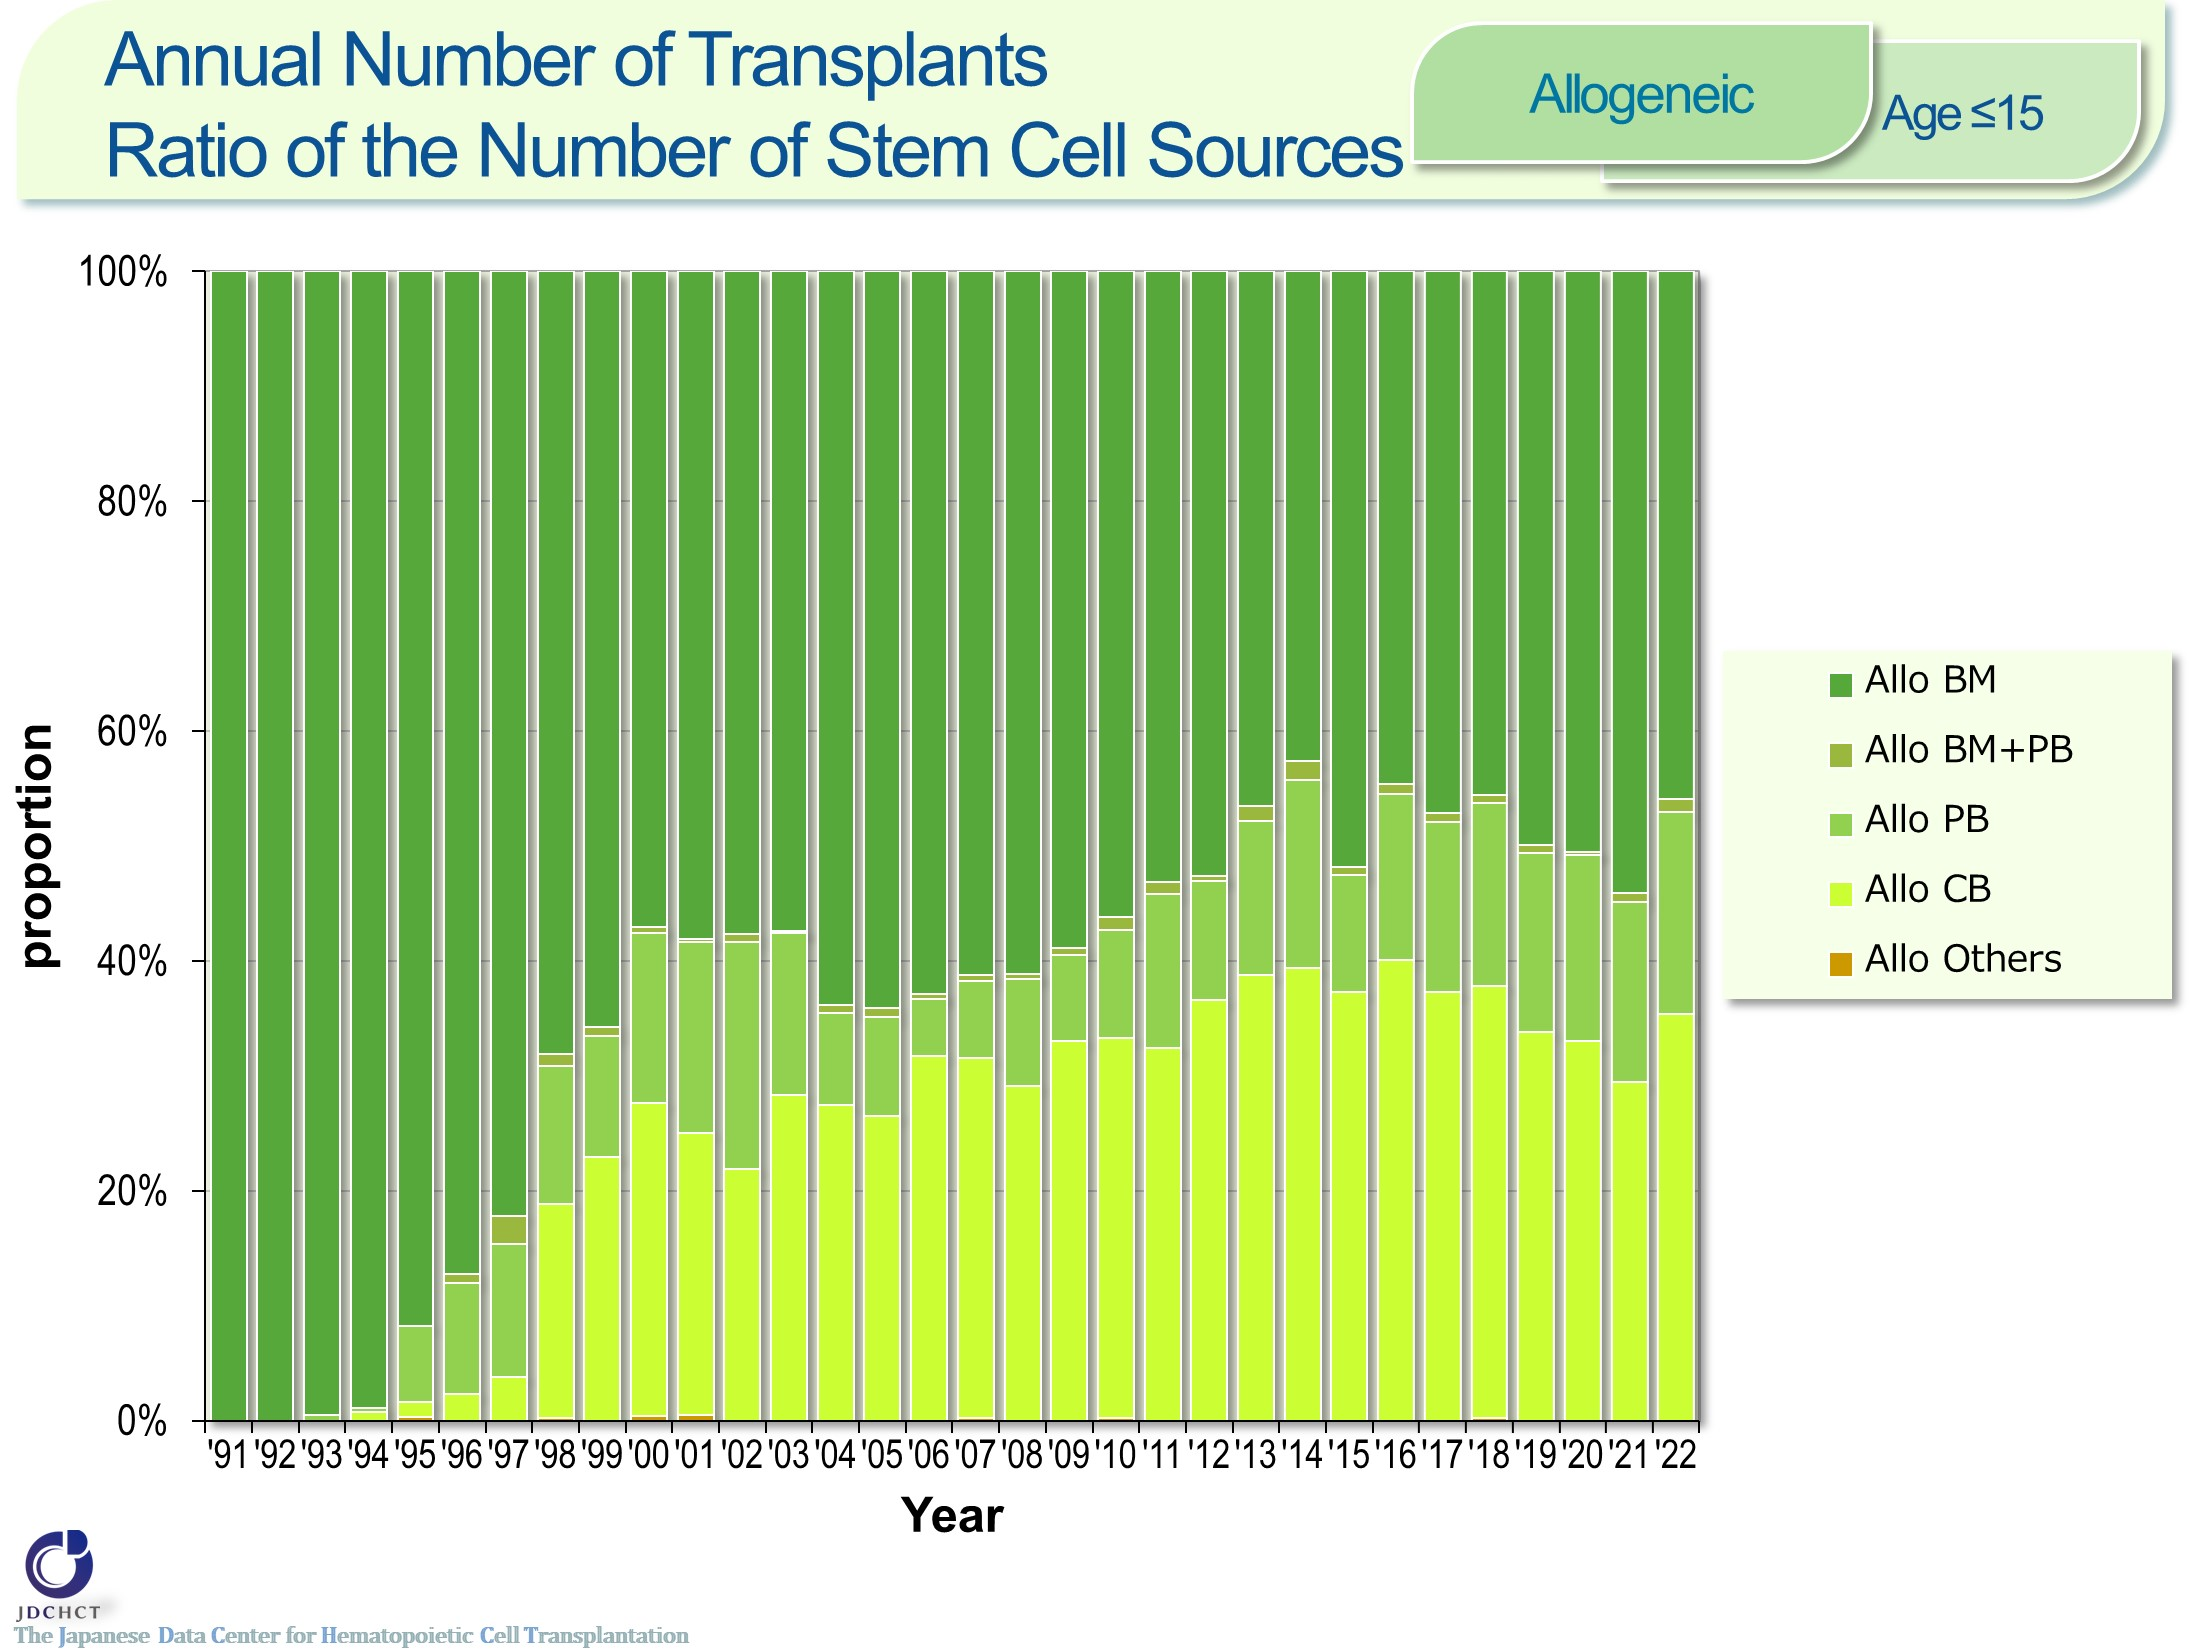 Annual Number of Transplants
Ratio of the Number of Stem Cell Sources
Allogeneic
Age ≤15
100%
80%
60%
40%
20%
0%
proportion
'91 '92 '93 '94 '95 '96 '97 '98 '99 '00 '01 '02 '03 '04 '05 '06 '07 '08 '09 '10 '11 '12 '13 '14 '15 '16 '17 '18 '19 '20 '21 '22
Year
Allo BM
Allo BM+PB
Allo PB
Allo CB
Allo Others
JDCHCT
The Japanese Data Center for Hematopoietic Cell Transplantation